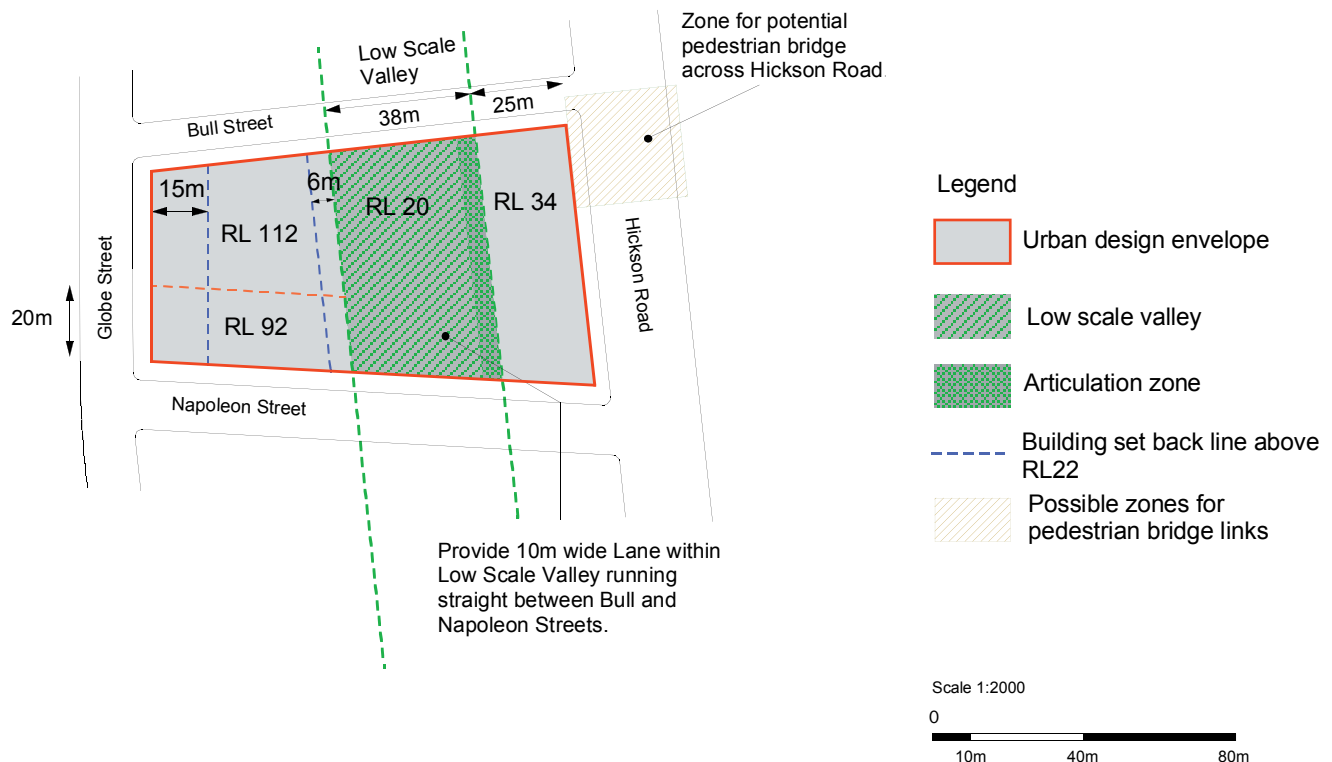 Zone for potential
pedestrian bridge
across Hickson Road.
Low Scale
Valley
25m
38m
Bull Street
6m
15m
RL 20
RL 34
RL 112
Globe Street
Hickson Road
20m
RL 92
Napoleon Street
Provide 10m wide Lane within
Low Scale Valley running
straight between Bull and
Napoleon Streets.
Legend
Urban design envelope
Low scale valley
Articulation zone
Building set back line above
RL22
Possible zones for
pedestrian bridge links
Scale 1:2000
0
10m 40m 80m